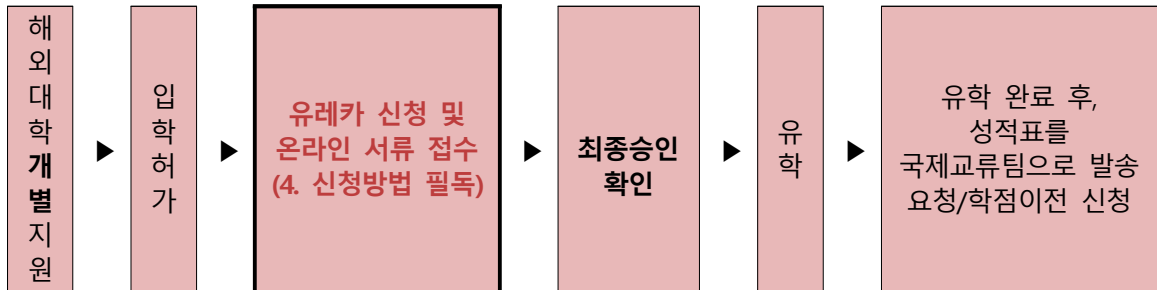 해
외
대
학
개
별
지
원
▶
입
학
허
가
▶
유레카 신청 및
온라인 서류 접수
(4. 신청방법 필독)
▶
최종승인
확인
▶
유
학
▶
유학 완료 후,
성적표를
국제교류팀으로 발송
요청/학점이전 신청